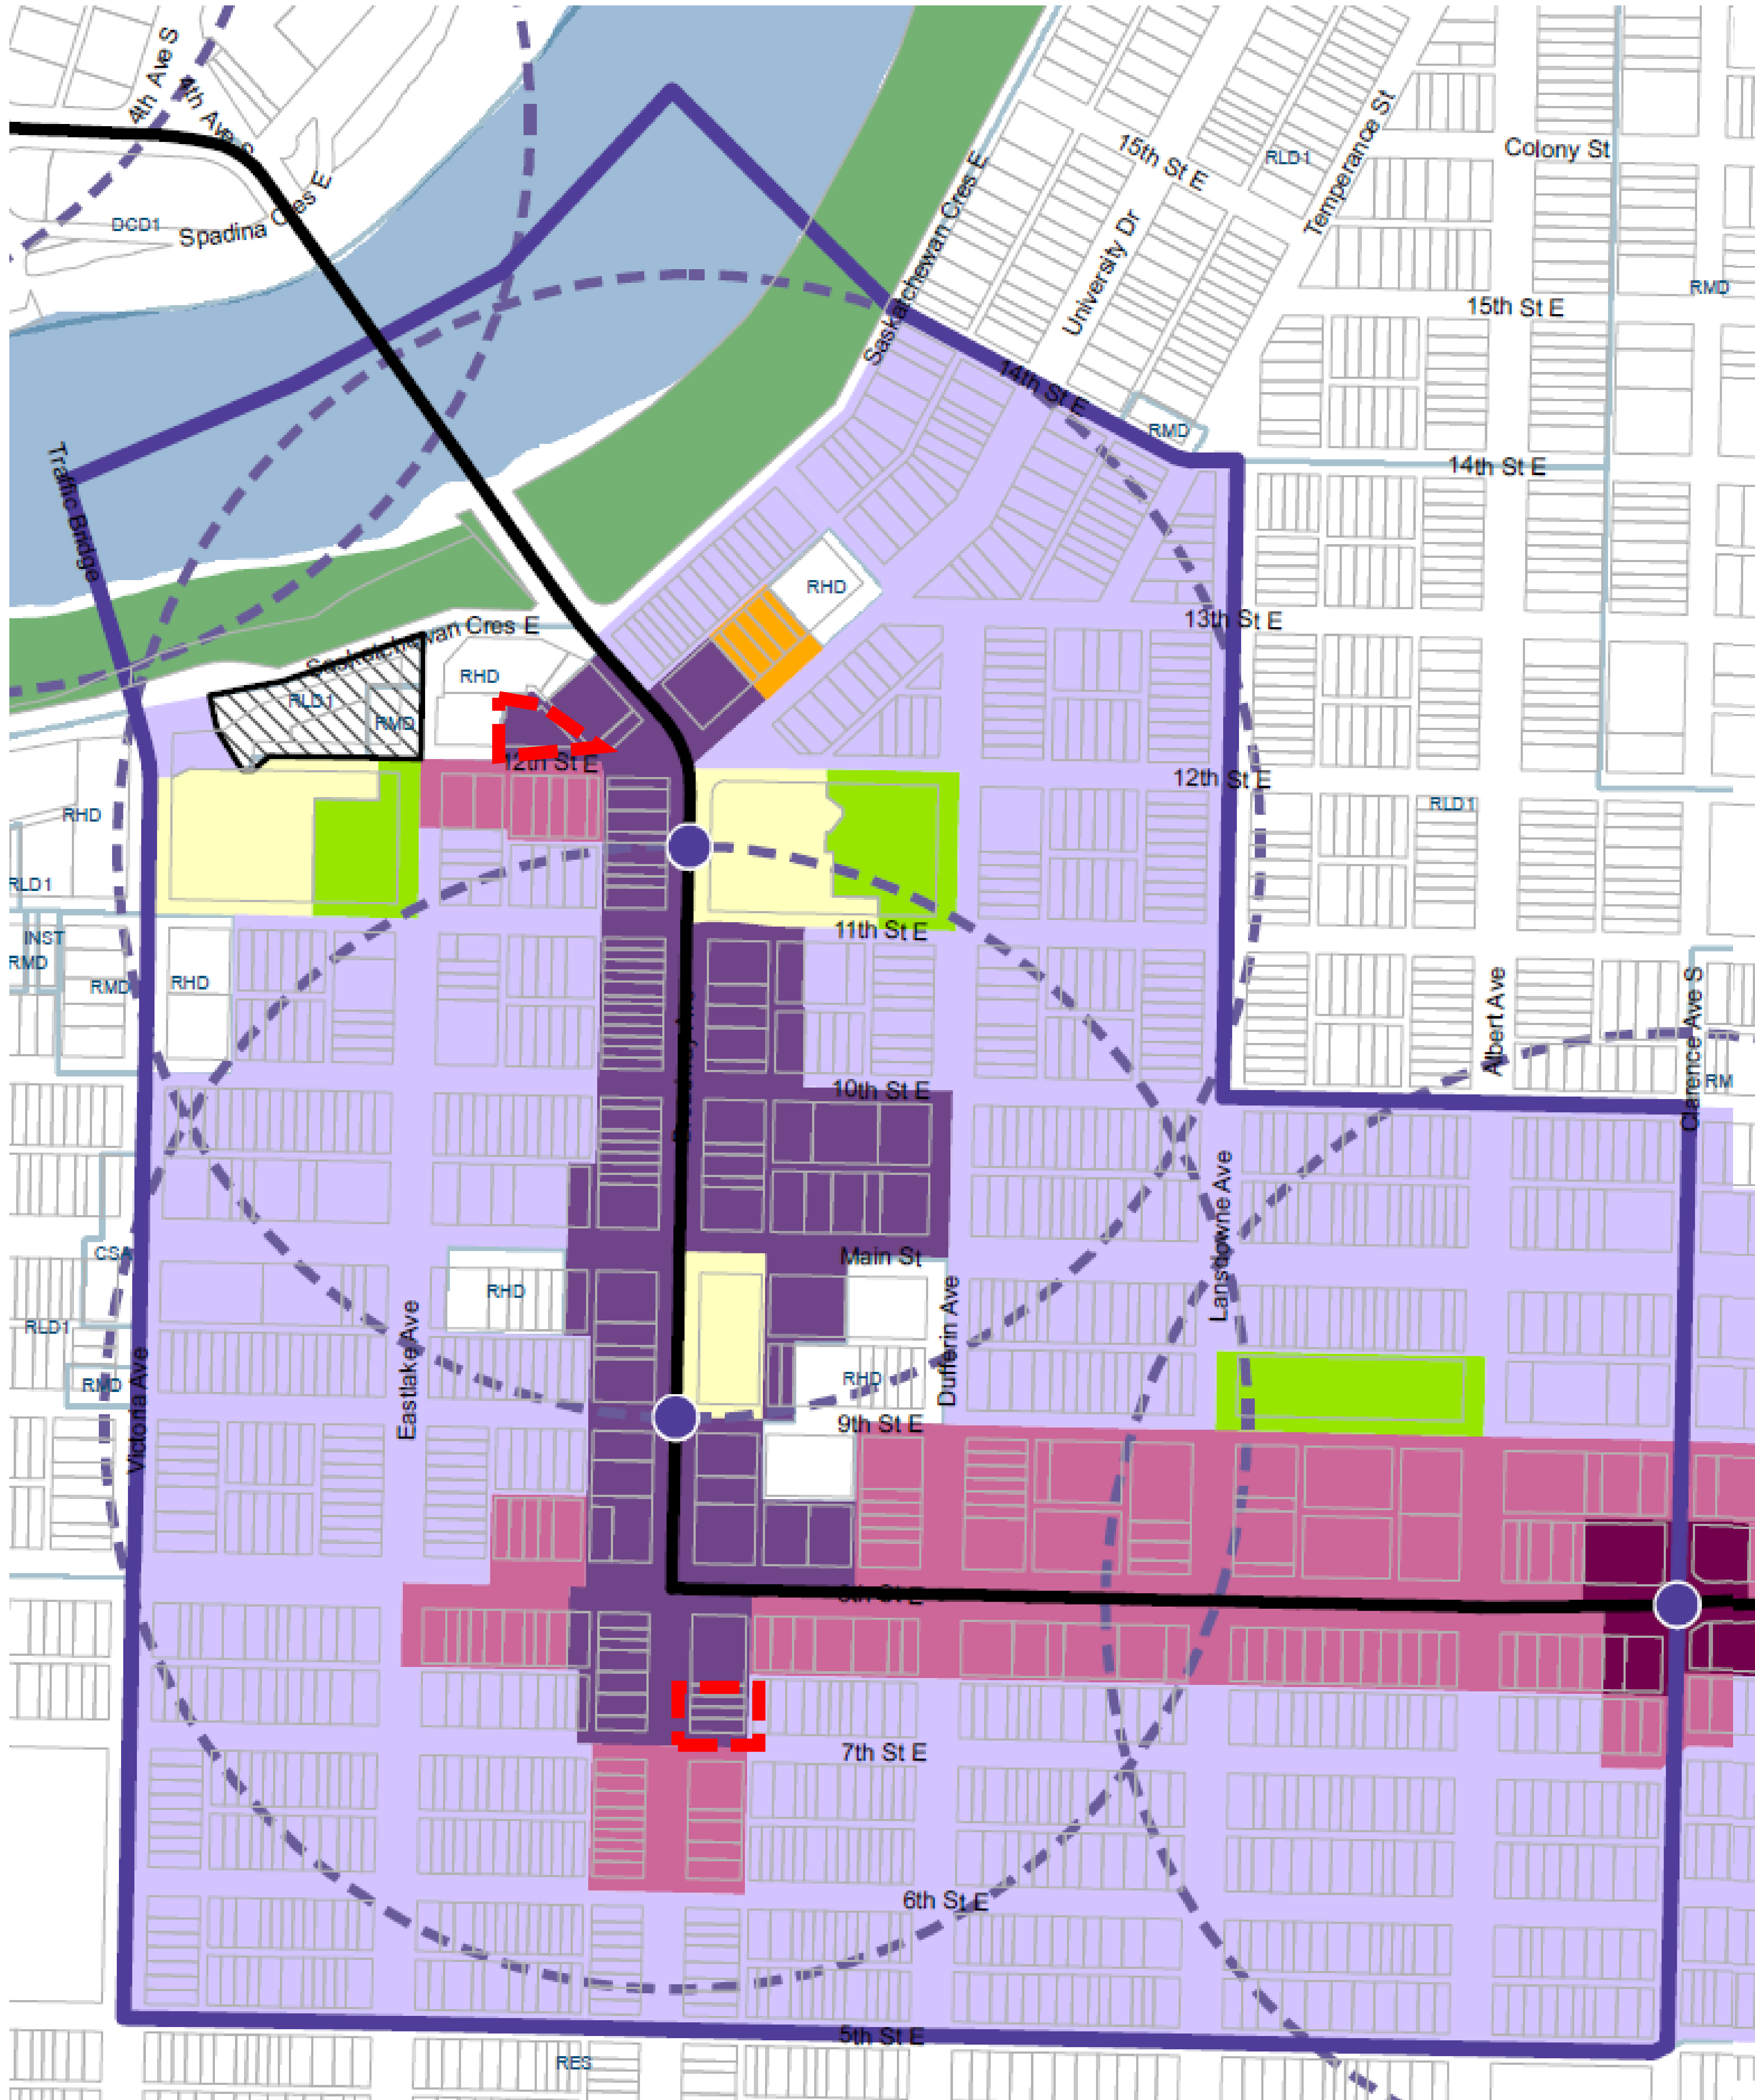 4th Ave S
4th Ave S
15th St E
RLD1
Temperance St
Colony St
DCD1
Spadina Cres E
Saskatchewan Cres E
University Dr
RMD
15th St E
14th St E
RMD
14th St E
Traffic Bridge
RHD
13th St E
Saskatchewan Cres E
RHD
RLD1
RMD
12th St E
12th St E
RLD1
RHD
RLD1
11th St E
INST
RMD
RMD
RHD
Albert Ave
Clarence Ave S
10th St E
RM
Lansdowne Ave
CSA
Main St
RHD
Dufferin Ave
RLD1
Eastlake Ave
RHD
RMD
Victoria Ave
9th St E
8th St E
7th St E
6th St E
5th St E
RES